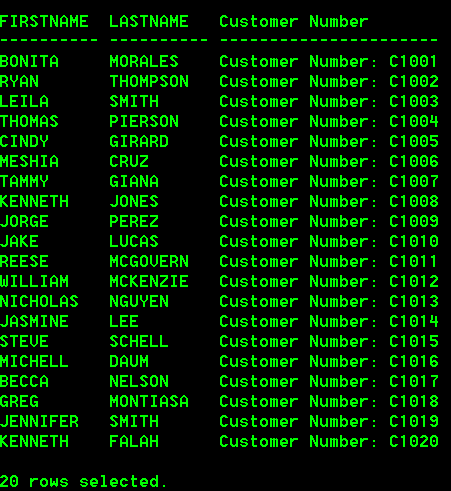 FIRSTNAME  LASTNAME   Customer Number
---------- ---------- ----------------------
BONITA     MORALES    Customer Number: C1001
RYAN       THOMPSON   Customer Number: C1002
LEILA      SMITH      Customer Number: C1003
THOMAS     PIERSON    Customer Number: C1004
CINDY      GIRARD     Customer Number: C1005
MESHIA     CRUZ       Customer Number: C1006
TAMMY      GIANA      Customer Number: C1007
KENNETH    JONES      Customer Number: C1008
JORGE      PEREZ      Customer Number: C1009
JAKE       LUCAS      Customer Number: C1010
REESE      MCGOVERN   Customer Number: C1011
WILLIAM    MCKENZIE   Customer Number: C1012
NICHOLAS   NGUYEN     Customer Number: C1013
JASMINE    LEE        Customer Number: C1014
STEVE      SCHELL     Customer Number: C1015
MICHELL    DAUM       Customer Number: C1016
BECCA      NELSON     Customer Number: C1017
GREG       MONTIASA   Customer Number: C1018
JENNIFER   SMITH      Customer Number: C1019
KENNETH    FALAH      Customer Number: C1020
20 rows selected.